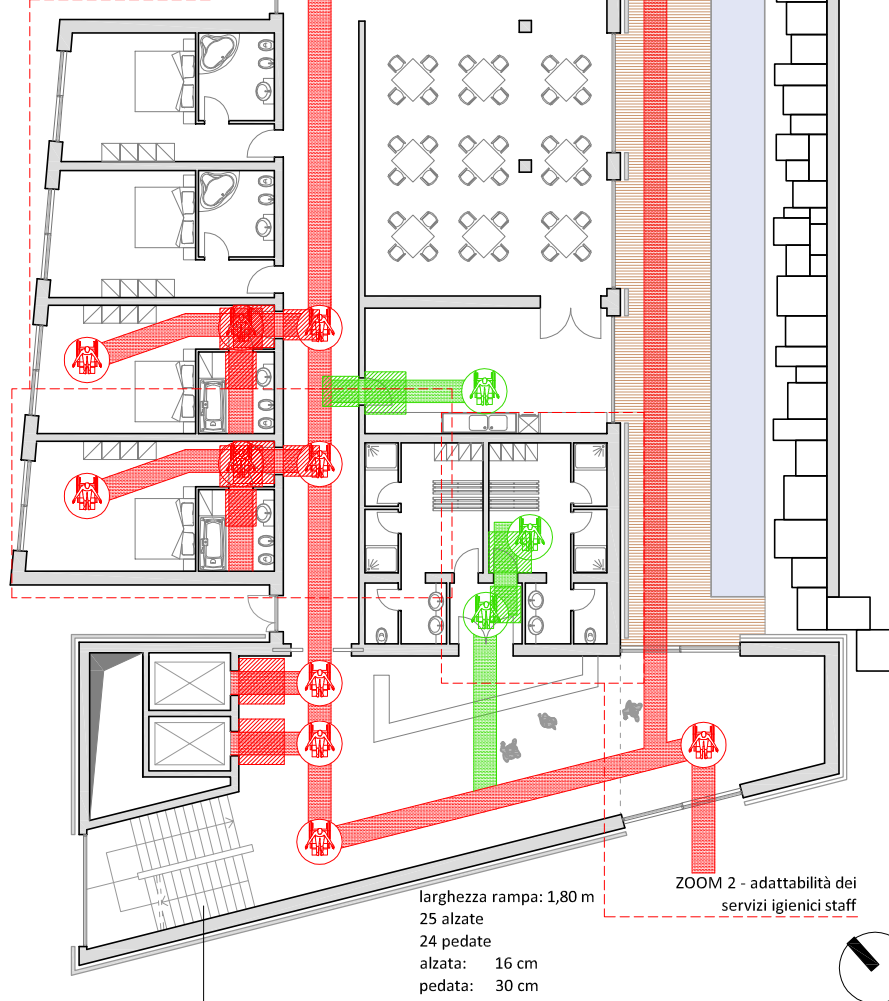 ZOOM 2 - adattabilità dei
servizi igienici staff
larghezza rampa: 1,80 m
25 alzate
24 pedate
alzata: 16 cm
pedata: 30 cm